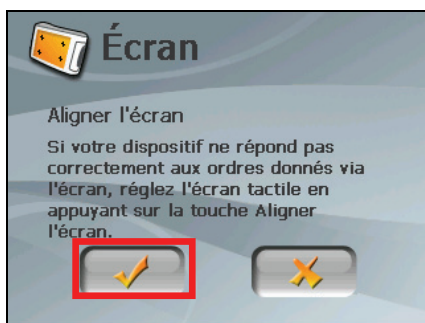 Écran
Aligner l'écran
Si votre dispositif ne répond pas
correctement aux ordres donnés via
l'écran, réglez l'écran tactile en
appuyant sur la touche Aligner
l'écran.